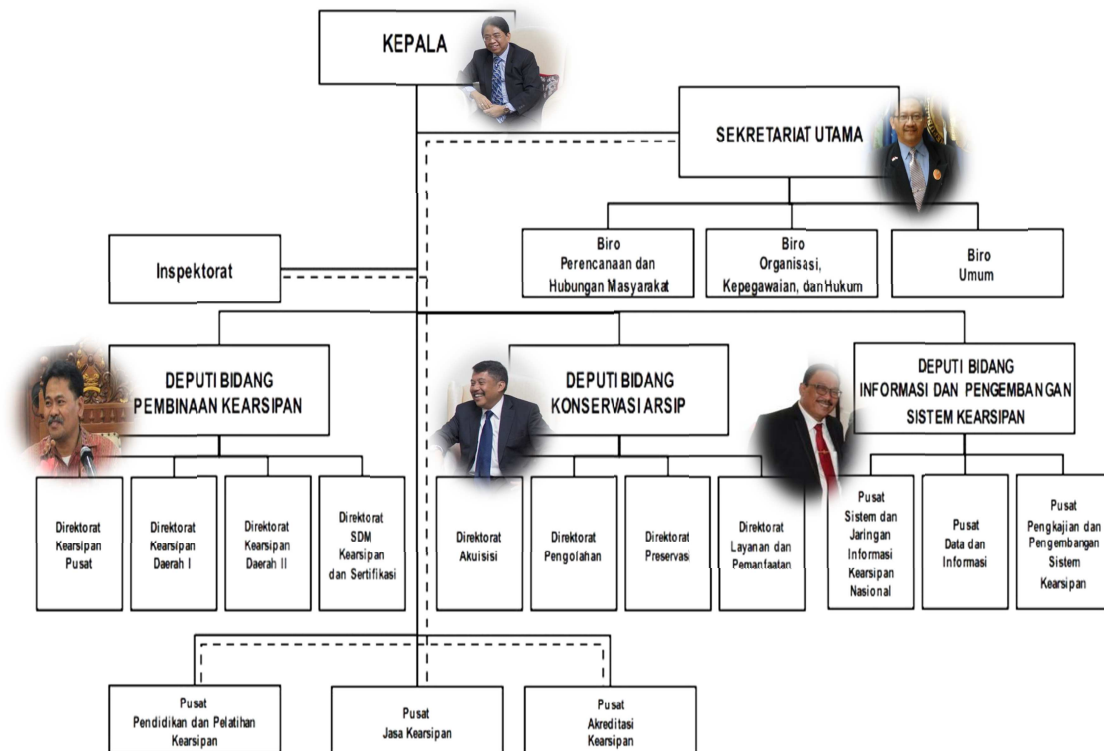 KEPALA
SEKRETARIAT UTAMA
Biro
Perencanaan dan
Hubungan Masyarakat
Biro
Organisasi,
Kepegawaian, dan Hukum
Biro
Umum
Inspektorat
DEPUTI BIDANG
PEMBINAAN KEARSIPAN
DEPUTI BIDANG
KONSERVASI ARSIP
DEPUTI BIDANG
INFORMASI DAN PENGEMBANGAN
SISTEM KEARSIPAN
Direktorat
Kearsipan
Pusat
Direktorat
Kearsipan
Daerah I
Direktorat
Kearsipan
Daerah II
Direktorat
SDM
Kearsipan
dan Sertifikasi
Direktorat
Akuisisi
Direktorat
Pengolahan
Direktorat
Preservasi
Direktorat
Layanan dan
Pemanfaatan
Pusat
Sistem dan
Jaringan
Informasi
Kearsipan
Nasional
Pusat
Data dan
Informasi
Pusat
Pengkajian dan
Pengembangan
Sistem
Kearsipan
Pusat
Pendidikan dan Pelatihan
Kearsipan
Pusat
Jasa Kearsipan
Pusat
Akreditasi
Kearsipan